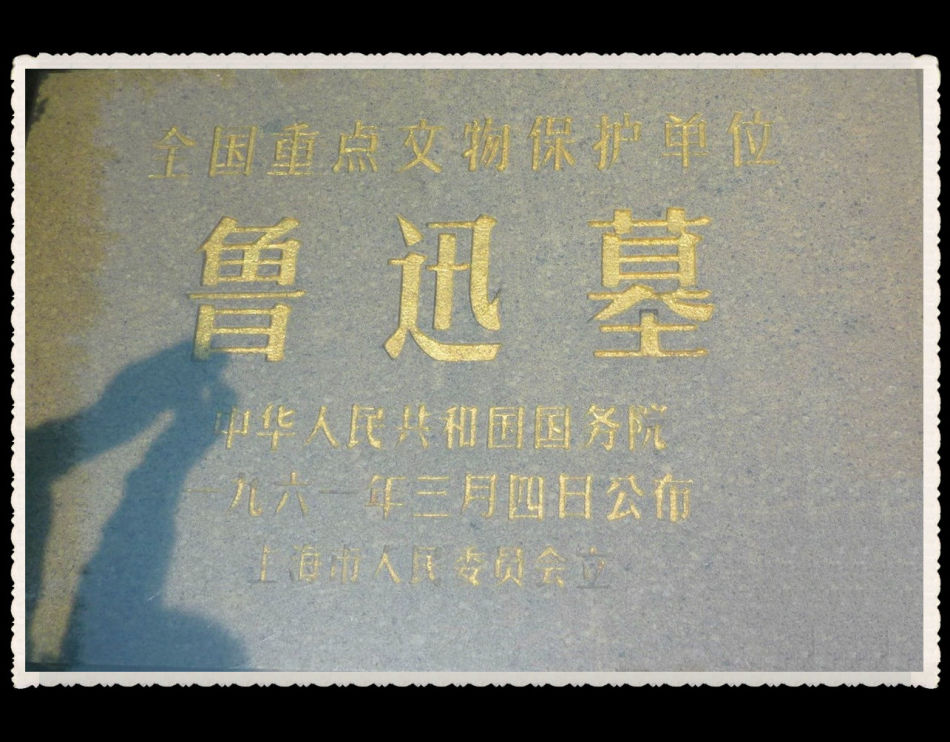 全国重点文物保护单位
鲁迅墓
中华人民共和国国务院
一九六一年三月四日公布
上海市人民委员会立